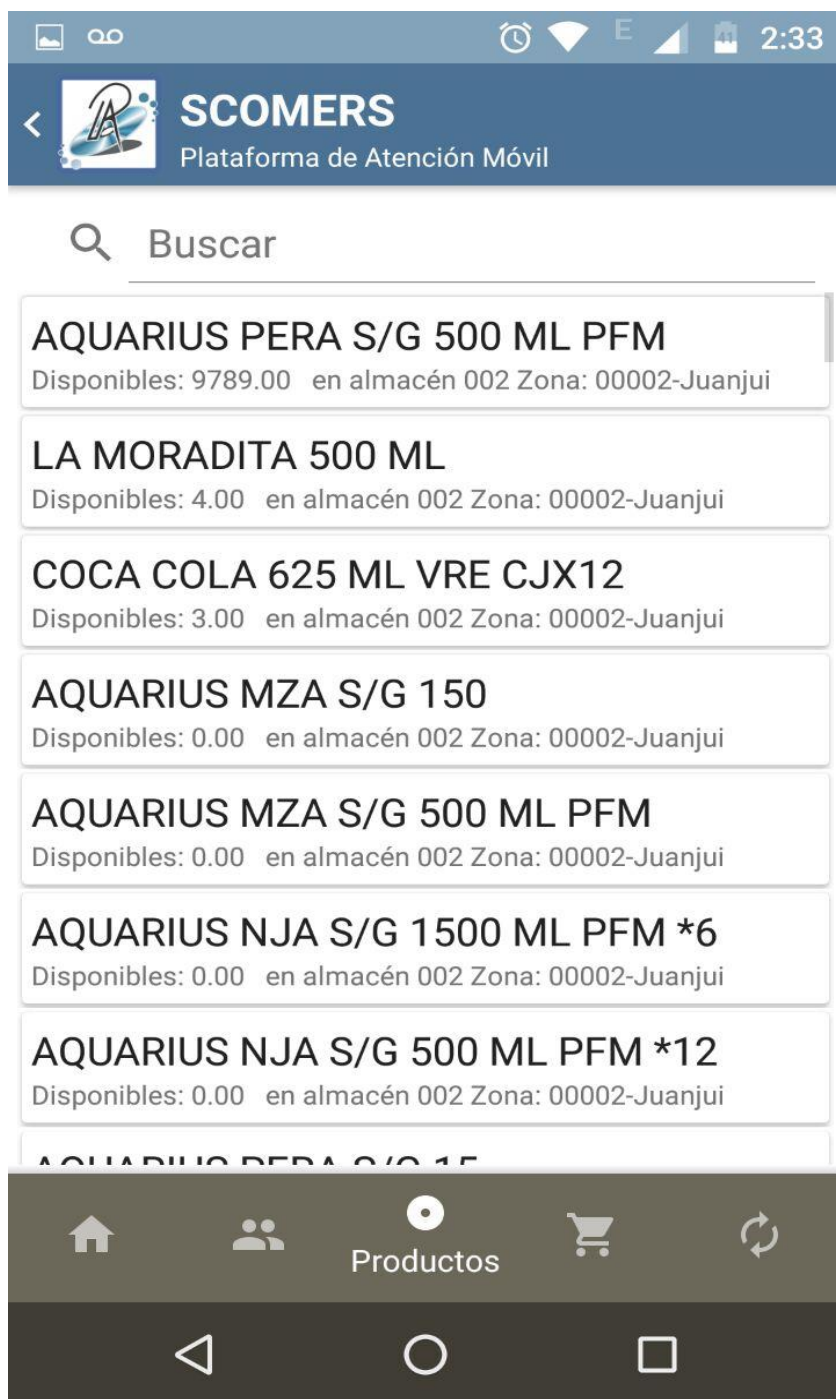 E 41 2:33
SCOMERS
Plataforma de Atención Móvil
Buscar
AQUARIUS PERA S/G 500 ML PFM
Disponibles: 9789.00 en almacén 002 Zona: 00002-Juanjui
LA MORADITA 500 ML
Disponibles: 4.00 en almacén 002 Zona: 00002-Juanjui
COCA COLA 625 ML VRE CJX12
Disponibles: 3.00 en almacén 002 Zona: 00002-Juanjui
AQUARIUS MZA S/G 150
Disponibles: 0.00 en almacén 002 Zona: 00002-Juanjui
AQUARIUS MZA S/G 500 ML PFM
Disponibles: 0.00 en almacén 002 Zona: 00002-Juanjui
AQUARIUS NJA S/G 1500 ML PFM *6
Disponibles: 0.00 en almacén 002 Zona: 00002-Juanjui
AQUARIUS NJA S/G 500 ML PFM *12
Disponibles: 0.00 en almacén 002 Zona: 00002-Juanjui
AQUARIUS PERA S/G 15
Productos